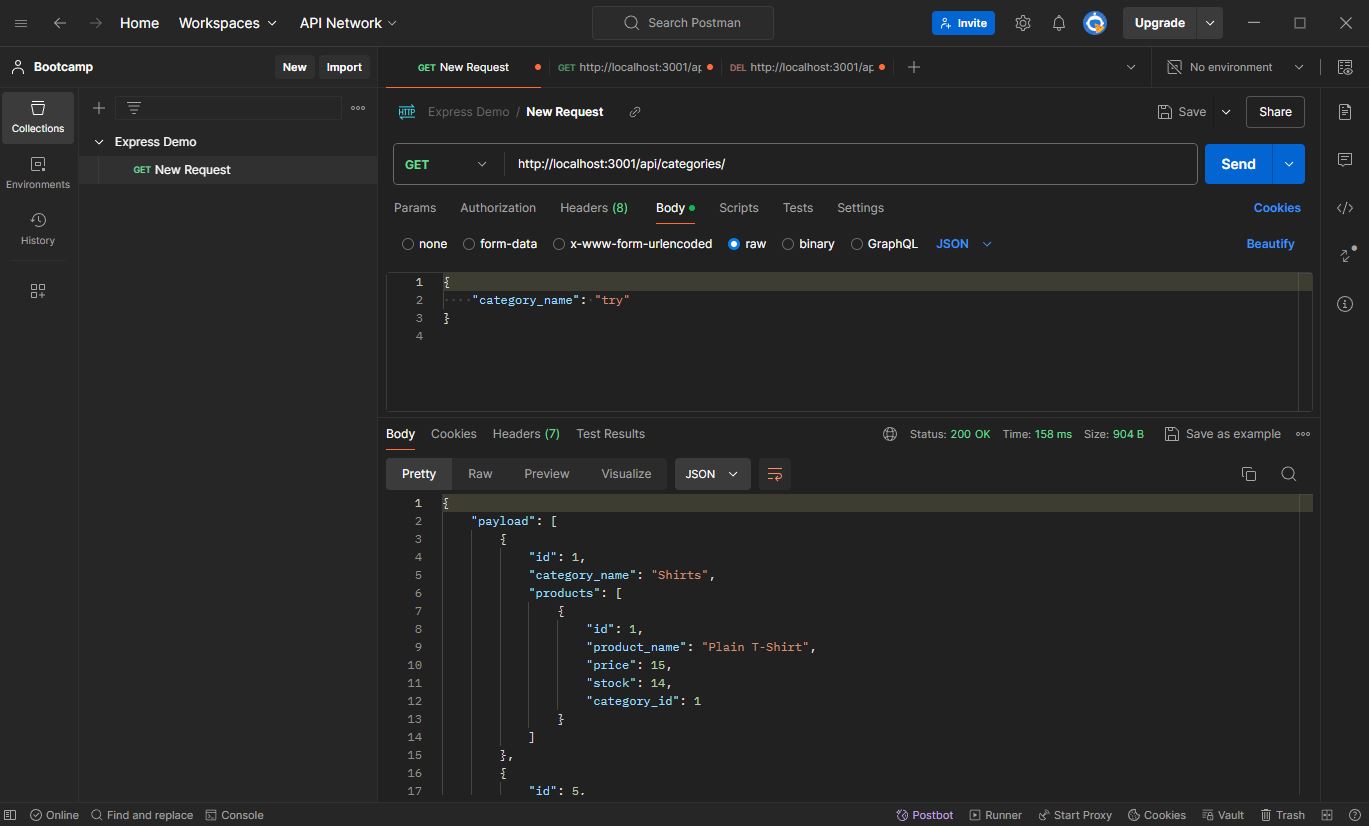 Home Workspaces API Network Search Postman Invite Upgrade
Bootcamp New Import GET New Request GET http://localhost:3001/ap DEL http://localhost:3001/ap No environment
Collections
Environments
History
Express Demo
GET New Request
HTTP Express Demo / New Request Save Share
GET http://localhost:3001/api/categories/ Send
Params Authorization Headers (8) Body Scripts Tests Settings Cookies
none form-data x-www-form-urlencoded raw binary GraphQL JSON Beautify
1 {
2 ····"category_name":·"try"
3 }
4
Body Cookies Headers (7) Test Results Status: 200 OK Time: 158 ms Size: 904 B Save as example
Pretty Raw Preview Visualize JSON
1 {
2 "payload": [
3 {
4 "id": 1,
5 "category_name": "Shirts",
6 "products": [
7 {
8 "id": 1,
9 "product_name": "Plain T-Shirt",
10 "price": 15,
11 "stock": 14,
12 "category_id": 1
13 }
14 ]
15 },
16 {
17 "id": 5,
Online Find and replace Console Postbot Runner Start Proxy Cookies Vault Trash